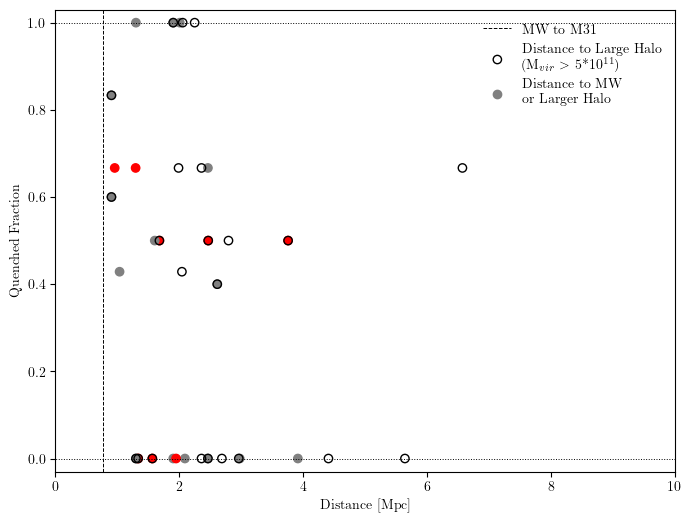 MW to M31
Distance to Large Halo
(M_vir > 5*10^11)
Distance to MW
or Larger Halo
Quenched Fraction
1.0
0.8
0.6
0.4
0.2
0.0
0 2 4 6 8 10
Distance [Mpc]